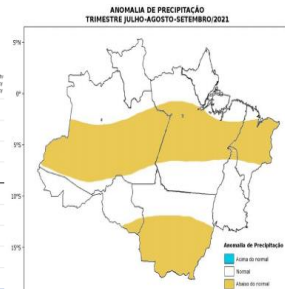 ANOMALIA DE PRECIPITAÇÃO
TRIMESTRE JULHO-AGOSTO-SETEMBRO/2021
5°N
0°
5°S
10°S
15°S
Anomalia de Precipitação
Acima do normal
Normal
Abaixo do normal